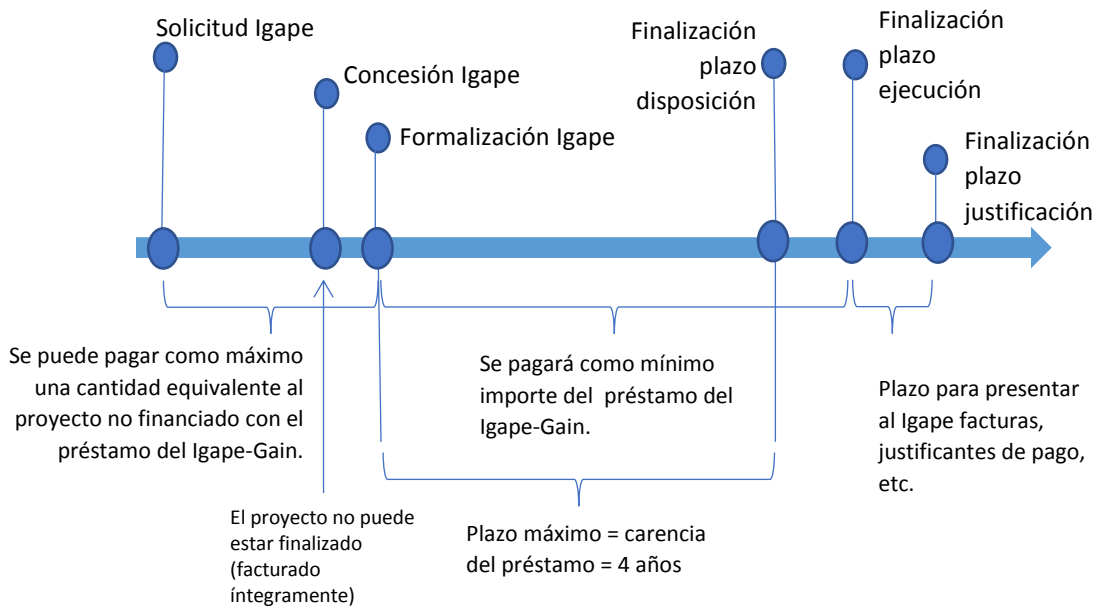 Solicitud Igape
Concesión Igape
Formalización Igape
Finalización
plazo
disposición
Finalización
plazo
ejecución
Finalización
plazo
justificación
Se puede pagar como máximo
una cantidad equivalente al
proyecto no financiado con el
préstamo del Igape-Gain.
Se pagará como mínimo
importe del préstamo del
Igape-Gain.
Plazo para presentar
al Igape facturas,
justificantes de pago,
etc.
El proyecto no puede
estar finalizado
(facturado
íntegramente)
Plazo máximo = carencia
del préstamo = 4 años